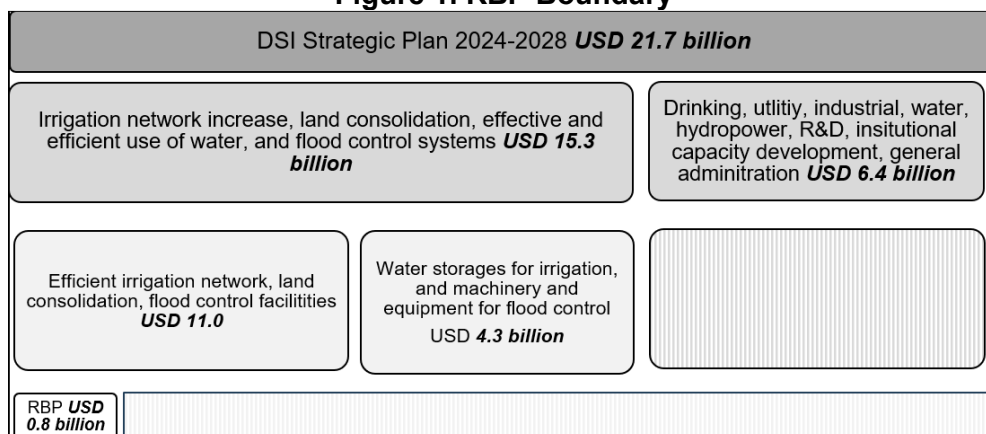 Figure 1: RBP Boundary
DSI Strategic Plan 2024-2028 USD 21.7 billion
Irrigation network increase, land consolidation, effective and
efficient use of water, and flood control systems USD 15.3
billion
Drinking, utlitiy, industrial, water,
hydropower, R&D, insitutional
capacity development, general
adminitration USD 6.4 billion
Efficient irrigation network, land
consolidation, flood control facilitities
USD 11.0
Water storages for irrigation,
and machinery and
equipment for flood control
USD 4.3 billion
RBP USD
0.8 billion